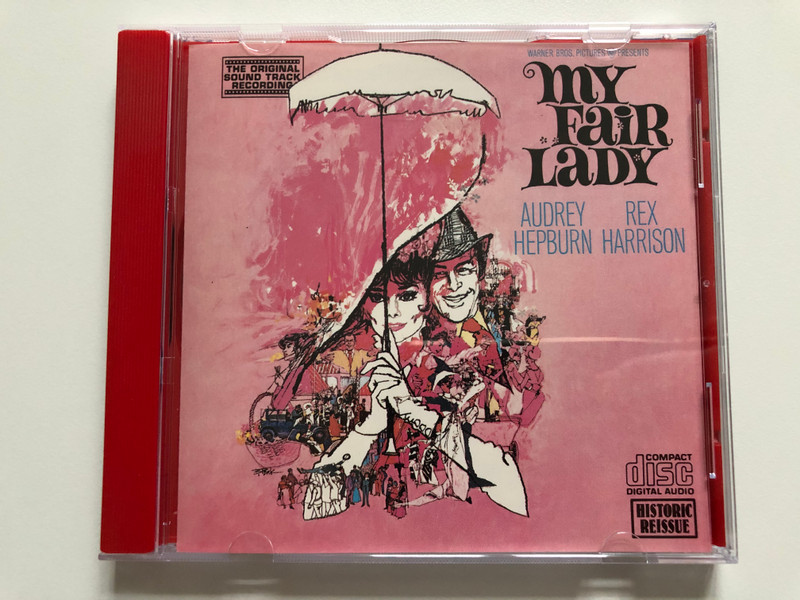 THE ORIGINAL
SOUND TRACK
RECORDING
WARNER BROS. PICTURES
PRESENTS
MY
FAIR
LADY
AUDREY REX
HEPBURN HARRISON
COMPACT
disc
DIGITAL AUDIO
HISTORIC
REISSUE